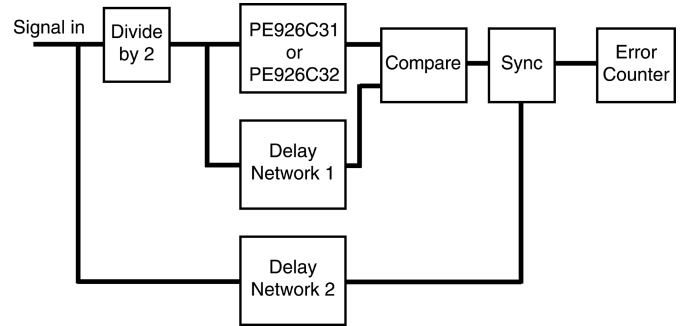 Signal in
Divide
by 2
PE926C31
or
PE926C32
Compare
Sync
Error
Counter
Delay
Network 1
Delay
Network 2